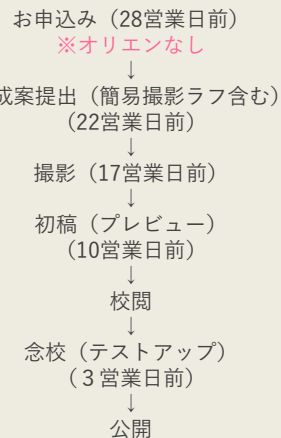 お申込み（28営業日前）
※オリエンなし
↓
成案提出（簡易撮影ラフ含む）
（22営業日前）
↓
撮影（17営業日前）
↓
初稿（プレビュー）
（10営業日前）
↓
校閲
↓
念校（テストアップ）
（３営業日前）
↓
公開